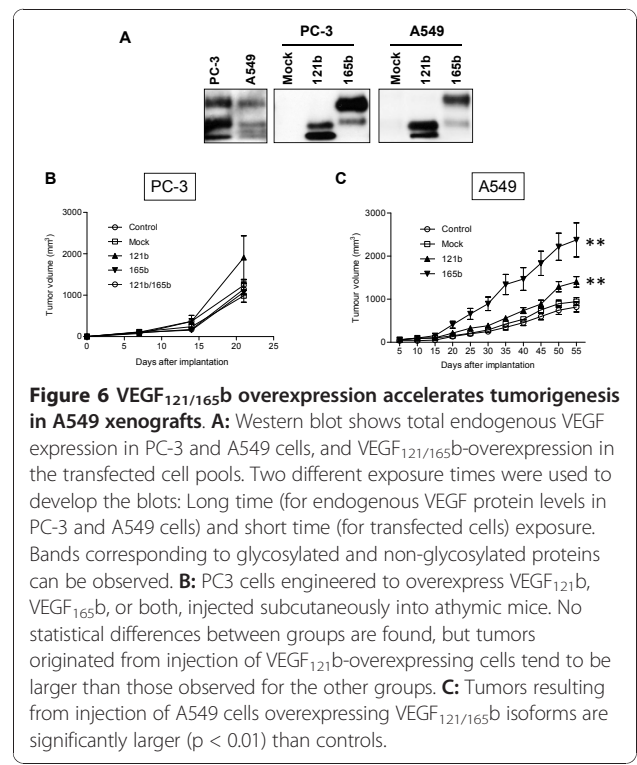 A
PC-3 A549
PC-3
A549
Mock
121b
165b
Mock
121b
165b
PC-3
A549
B
PC-3
3000
2000
1000
0
Tumor volume (mm³)
Control
Mock
121b
165b
121b/165b
0 5 10 15 20 25
Days after implantation
C
A549
3000
2000
1000
0
Tumour volume (mm³)
Control
Mock
121b
165b
**
**
5 10 15 20 25 30 35 40 45 50 55
Days after implantation
Figure 6 VEGF121/165b overexpression accelerates tumorigenesis
in A549 xenografts. A: Western blot shows total endogenous VEGF
expression in PC-3 and A549 cells, and VEGF121/165b-overexpression in
the transfected cell pools. Two different exposure times were used to
develop the blots: Long time (for endogenous VEGF protein levels in
PC-3 and A549 cells) and short time (for transfected cells) exposure.
Bands corresponding to glycosylated and non-glycosylated proteins
can be observed. B: PC3 cells engineered to overexpress VEGF121b,
VEGF165b, or both, injected subcutaneously into athymic mice. No
statistical differences between groups are found, but tumors
originated from injection of VEGF121b-overexpressing cells tend to be
larger than those observed for the other groups. C: Tumors resulting
from injection of A549 cells overexpressing VEGF121/165b isoforms are
significantly larger (p < 0.01) than controls.